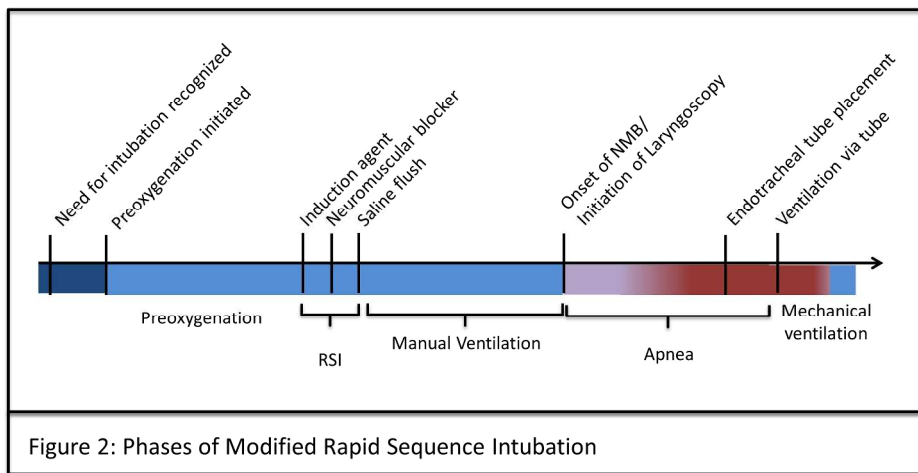 Need for intubation recognized
Preoxygenation initiated
Induction agent
Neuromuscular blocker
Saline flush
Onset of NMB/
Initiation of Laryngoscopy
Endotracheal tube placement
Ventilation via tube
Preoxygenation
RSI
Manual Ventilation
Apnea
Mechanical
ventilation
Figure 2: Phases of Modified Rapid Sequence Intubation